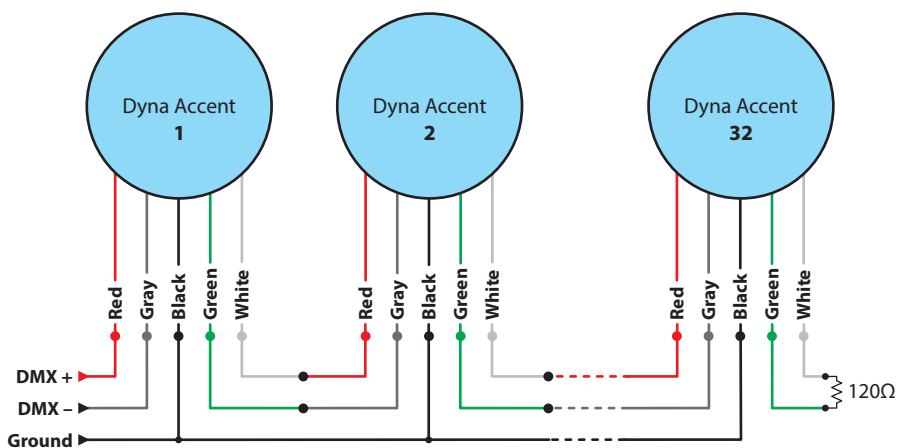 Dyna Accent
1
Dyna Accent
2
Dyna Accent
32
Red
Gray
Black
Green
White
Red
Gray
Black
Green
White
Red
Gray
Black
Green
White
DMX +
DMX –
Ground
120Ω